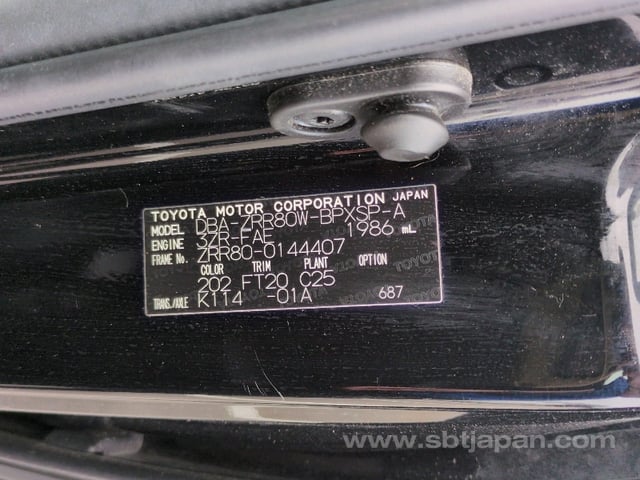 TOYOTA MOTOR CORPORATION JAPAN
MODEL DBA-ZRR80W-BPXSP-A
ENGINE 3ZR-FAE 1986 mL
FRAME No. ZRR80-0144407
COLOR TRIM PLANT OPTION
202 FT20 C25
TRANS./AXLE K114 -01A 687
www.sbtjapan.com